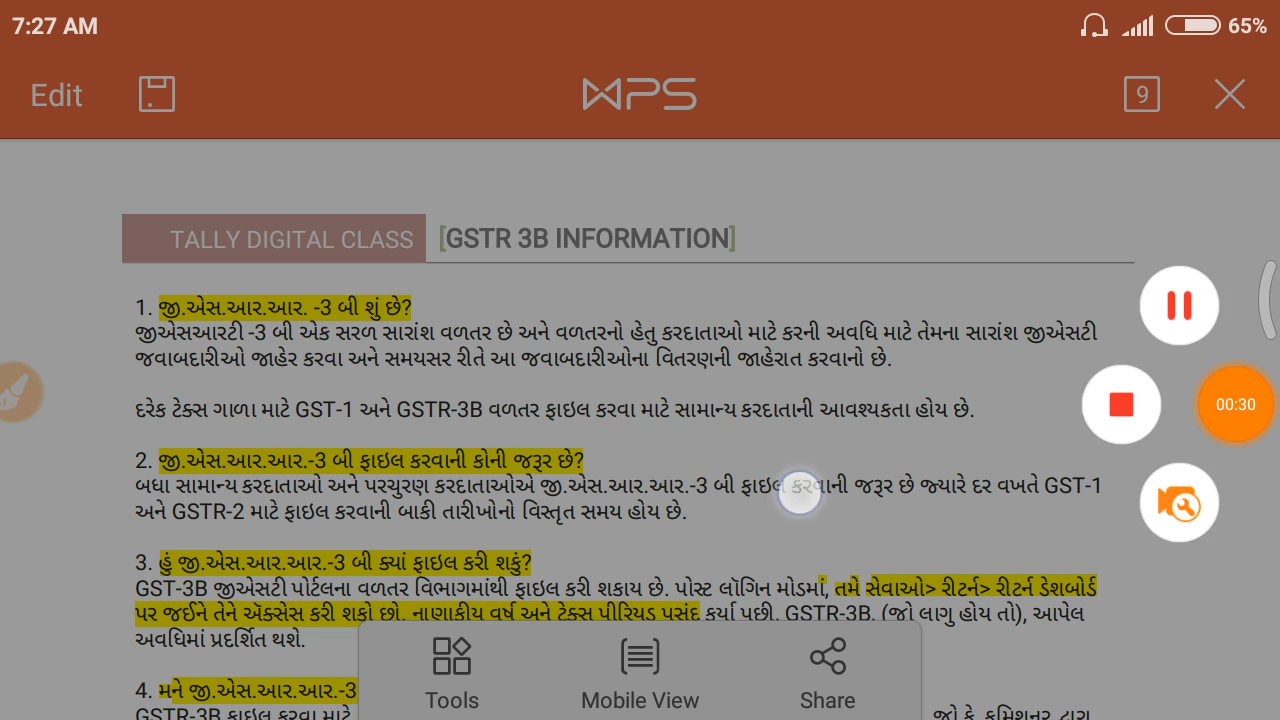 7:27 AM
65%
Edit
WPS
9
TALLY DIGITAL CLASS [GSTR 3B INFORMATION]
1. જી.એસ.આર.આર. -3 બી શું છે?
જીએસઆરટી -3 બી એક સરળ સારાંશ વળતર છે અને વળતરનો હેતુ કરદાતાઓ માટે કરની અવધિ માટે તેમના સારાંશ જીએસટી
જવાબદારીઓ જાહેર કરવા અને સમયસર રીતે આ જવાબદારીઓના વિતરણની જાહેરાત કરવાનો છે.
દરેક ટેક્સ ગાળા માટે GST-1 અને GSTR-3B વળતર ફાઇલ કરવા માટે સામાન્ય કરદાતાની આવશ્યકતા હોય છે.
2. જી.એસ.આર.આર.-3 બી ફાઇલ કરવાની કોની જરૂર છે?
બધા સામાન્ય કરદાતાઓ અને પરચુરણ કરદાતાઓએ જી.એસ.આર.આર.-3 બી ફાઇલ કરવાની જરૂર છે જ્યારે દર વખતે GST-1
અને GSTR-2 માટે ફાઇલ કરવાની બાકી તારીખોનો વિસ્તૃત સમય હોય છે.
3. હું જી.એસ.આર.આર.-3 બી ક્યાં ફાઇલ કરી શકું?
GST-3B જીએસટી પોર્ટલના વળતર વિભાગમાંથી ફાઇલ કરી શકાય છે. પોસ્ટ લૉગિન મોડમાં, તમે સેવાઓ> રીટર્ન> રીટર્ન ડેશબોર્ડ
પર જઈને તેને ઍક્સેસ કરી શકો છો. નાણાકીય વર્ષ અને ટેક્સ પીરિયડ પસંદ કર્યા પછી, GSTR-3B, (જો લાગુ હોય તો), આપેલ
અવધિમાં પ્રદર્શિત થશે.
4. મને જી.એસ.આર.આર.-3
GSTR-3B ફાઇલ કરવા માટે જો કે, કમિશનર દ્વારા
00:30
Tools
Mobile View
Share